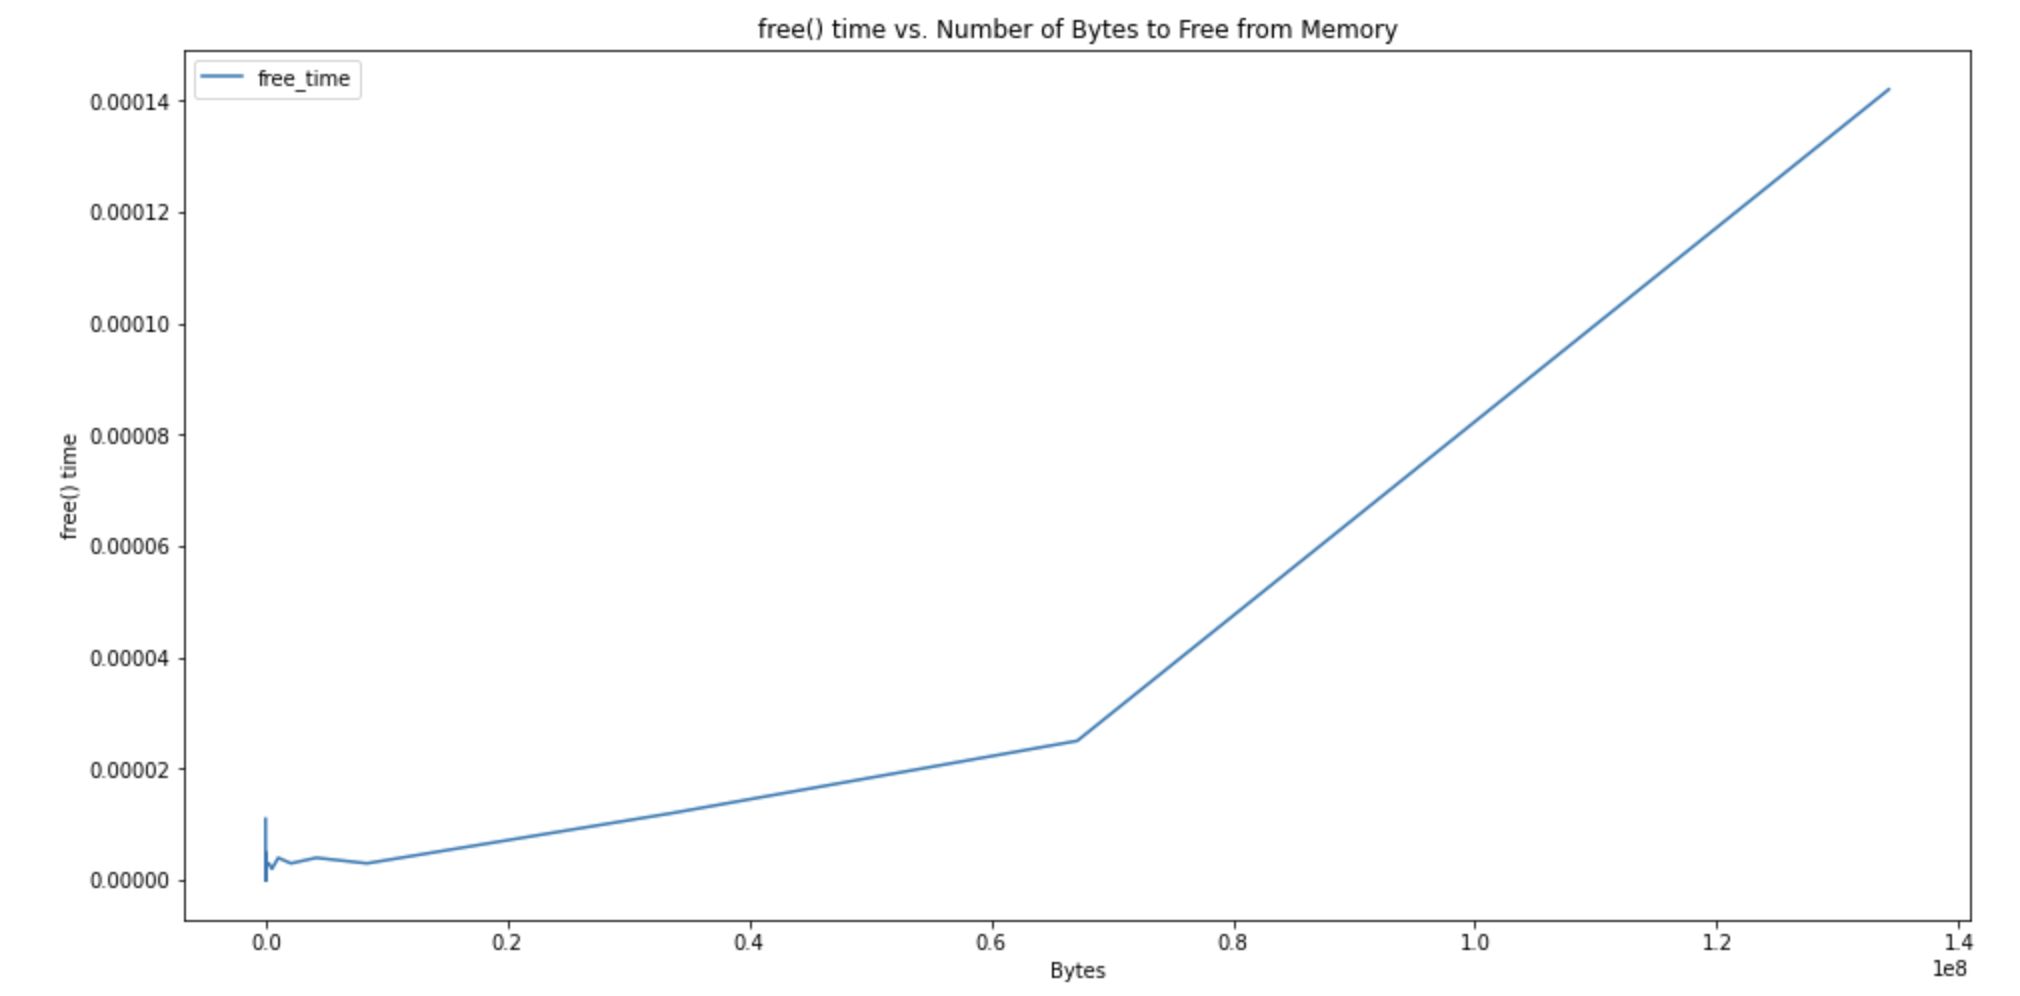 free() time vs. Number of Bytes to Free from Memory
free_time
0.00014
0.00012
0.00010
0.00008
0.00006
0.00004
0.00002
0.00000
free() time
0.0 0.2 0.4 0.6 0.8 1.0 1.2 1.4
1e8
Bytes